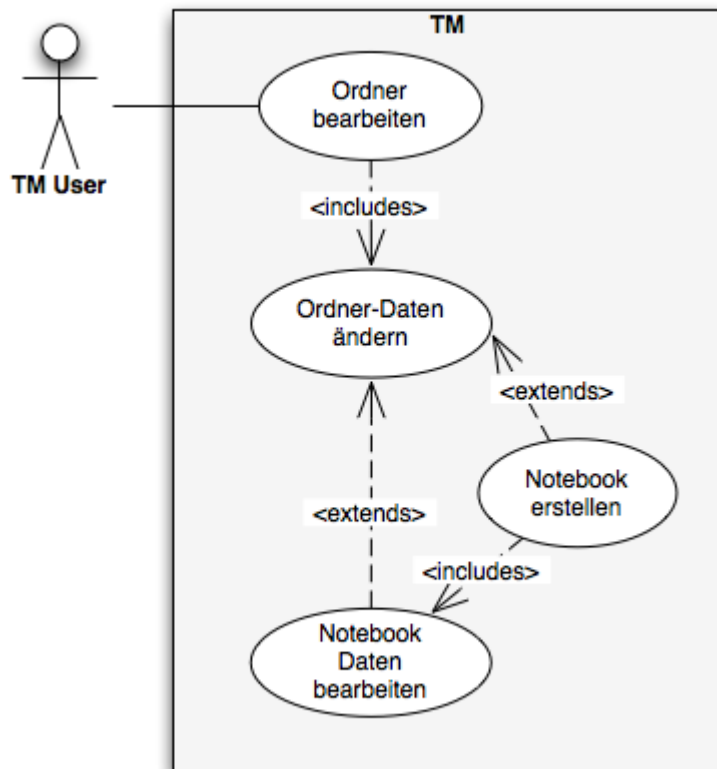 TM
TM User
Ordner
bearbeiten
<includes>
Ordner-Daten
ändern
<extends>
Notebook
erstellen
<extends>
<includes>
Notebook
Daten
bearbeiten